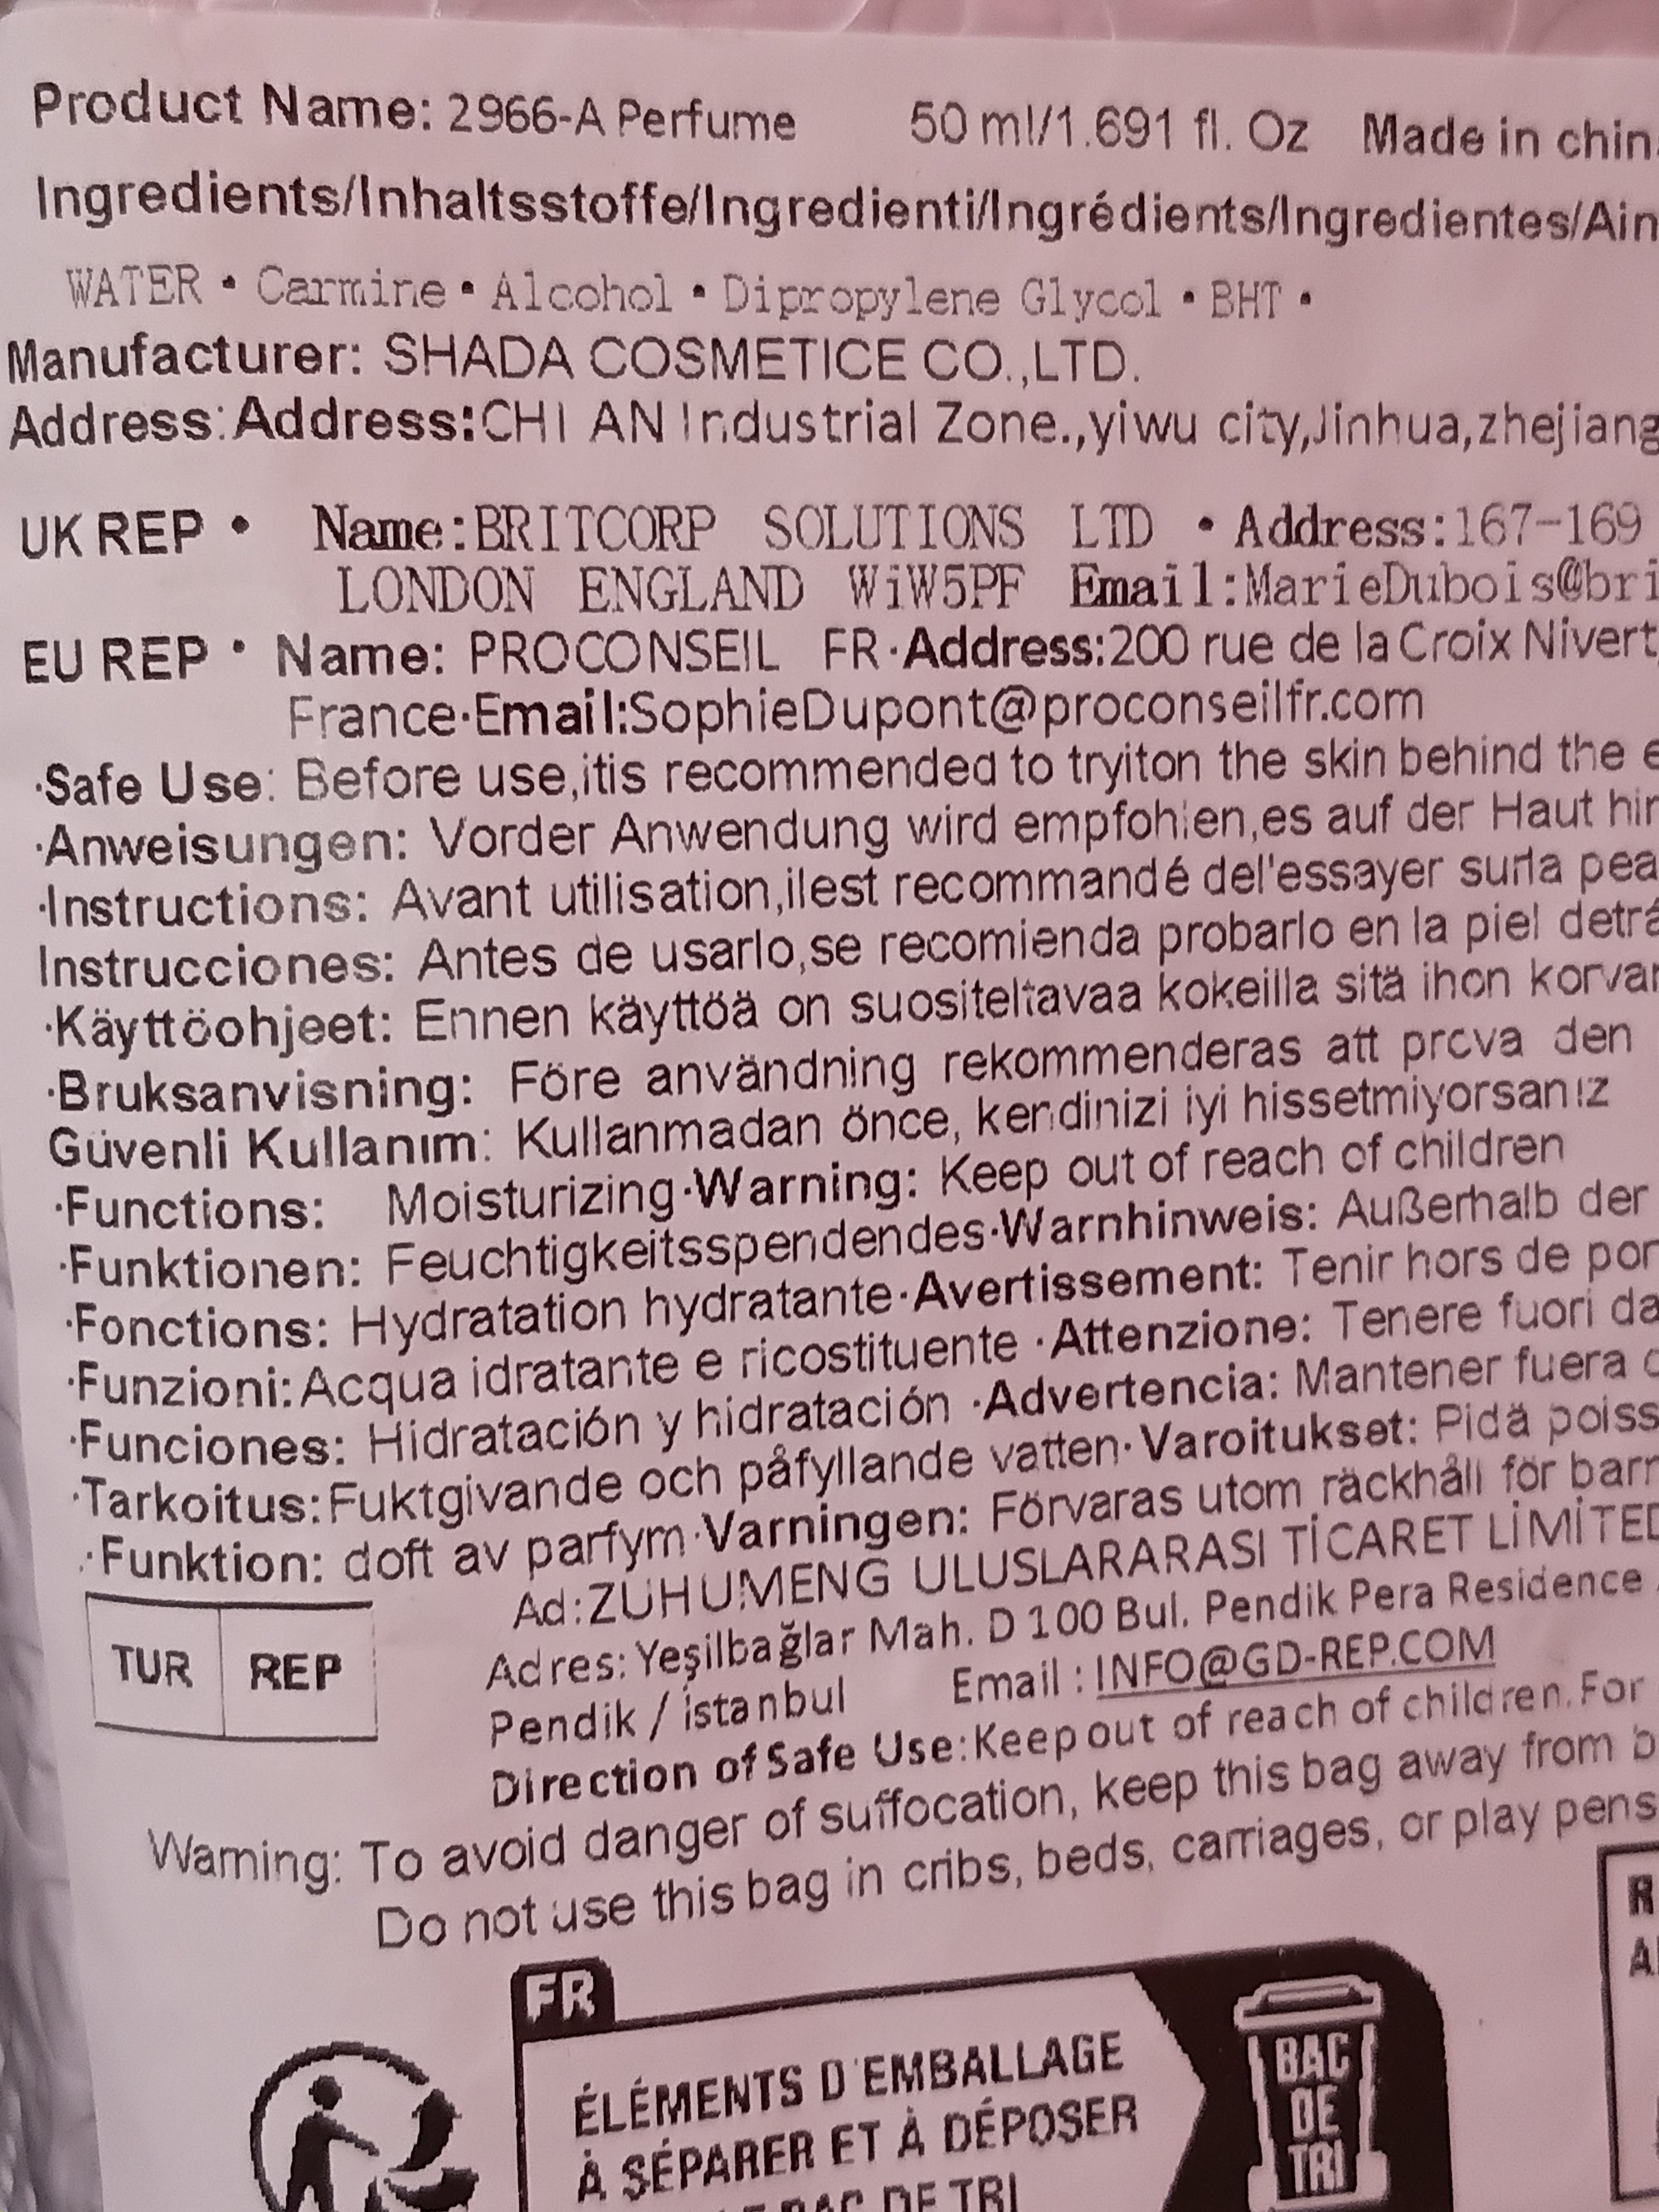 Product Name: 2966-A Perfume 50 ml/1.691 fl. Oz Made in chin
Ingredients/Inhaltsstoffe/Ingredienti/Ingrédients/Ingredientes/Ain
WATER • Carmine • Alcohol • Dipropylene Glycol • BHT •
Manufacturer: SHADA COSMETICE CO.,LTD.
Address: Address:CHI AN Industrial Zone.,yiwu city,Jinhua,zhejiang
UK REP • Name:BRITCORP SOLUTIONS LTD • Address:167-169
LONDON ENGLAND WiW5PF Email:MarieDubois@bri
EU REP • Name: PROCONSEIL FR·Address:200 rue de la Croix Nivert
France·Email:SophieDupont@proconseilfr.com
·Safe Use: Before use,itis recommended to tryiton the skin behind the e
·Anweisungen: Vorder Anwendung wird empfohien,es auf der Haut hin
·Instructions: Avant utilisation,ilest recommandé del'essayer surla pea
Instrucciones: Antes de usarlo,se recomienda probarlo en la piel detrá
·Käyttöohjeet: Ennen käyttöä on suositeltavaa kokeilla sitä ihon korvan
·Bruksanvisning: Före användning rekommenderas att prova den
Güvenli Kullanım: Kullanmadan önce, kendinizi iyi hissetmiyorsanız
·Functions: Moisturizing·Warning: Keep out of reach of children
·Funktionen: Feuchtigkeitsspendendes·Warnhinweis: Außerhalb der
·Fonctions: Hydratation hydratante·Avertissement: Tenir hors de por
·Funzioni:Acqua idratante e ricostituente ·Attenzione: Tenere fuori da
·Funciones: Hidratación y hidratación ·Advertencia: Mantener fuera d
·Tarkoitus:Fuktgivande och påfyllande vatten·Varoitukset: Pidä poiss
·Funktion: doft av parfym·Varningen: Förvaras utom räckhåll för barn
Ad:ZUHUMENG ULUSLARARASI TİCARET LİMİTED
TUR REP
Adres: Yeşilbağlar Mah. D 100 Bul. Pendik Pera Residence
Pendik / istanbul Email : INFO@GD-REP.COM
Direction of Safe Use:Keep out of reach of children.For
Warning: To avoid danger of suffocation, keep this bag away from b
Do not use this bag in cribs, beds, carriages, or play pens
FR
ÉLÉMENTS D'EMBALLAGE
À SÉPARER ET À DÉPOSER
BAC DE TRI
BAC
DE
TRI